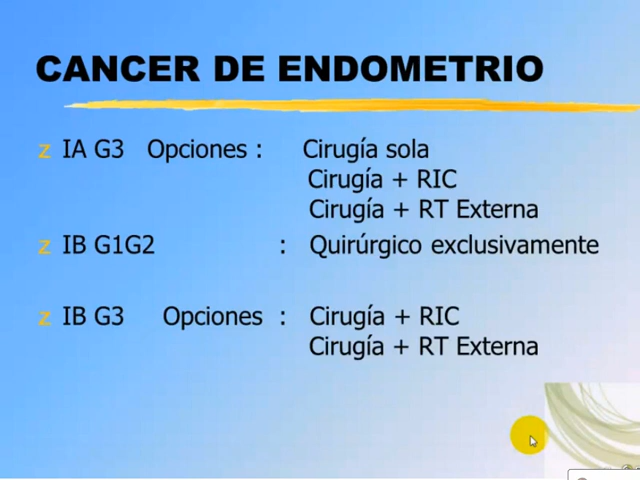 CANCER DE ENDOMETRIO
z IA G3 Opciones : Cirugía sola
Cirugía + RIC
Cirugía + RT Externa
z IB G1G2 : Quirúrgico exclusivamente
z IB G3 Opciones : Cirugía + RIC
Cirugía + RT Externa